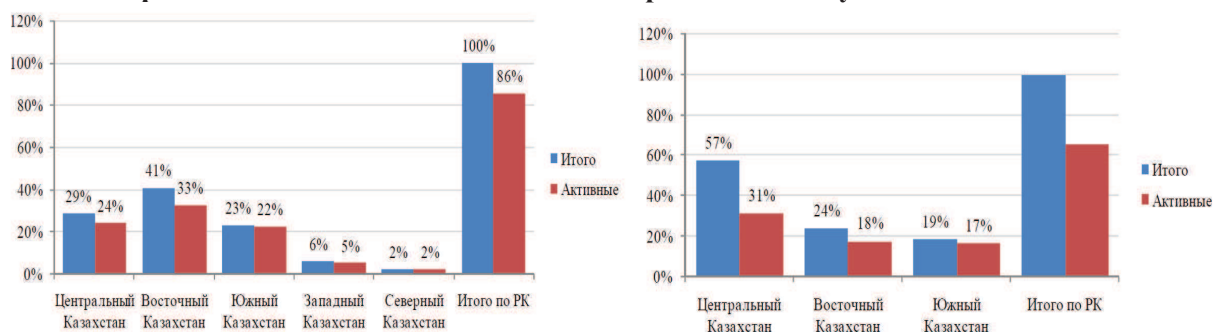 120%
100%
80%
60%
40%
20%
0%
29%
24%
41%
33%
23%
22%
6%
5%
2%
2%
100%
86%
Центральный Казахстан
Восточный Казахстан
Южный Казахстан
Западный Казахстан
Северный Казахстан
Итого по РК
Итого
Активные
120%
100%
80%
60%
40%
20%
0%
57%
31%
24%
18%
19%
17%
Центральный Казахстан
Восточный Казахстан
Южный Казахстан
Итого по РК
Итого
Активные